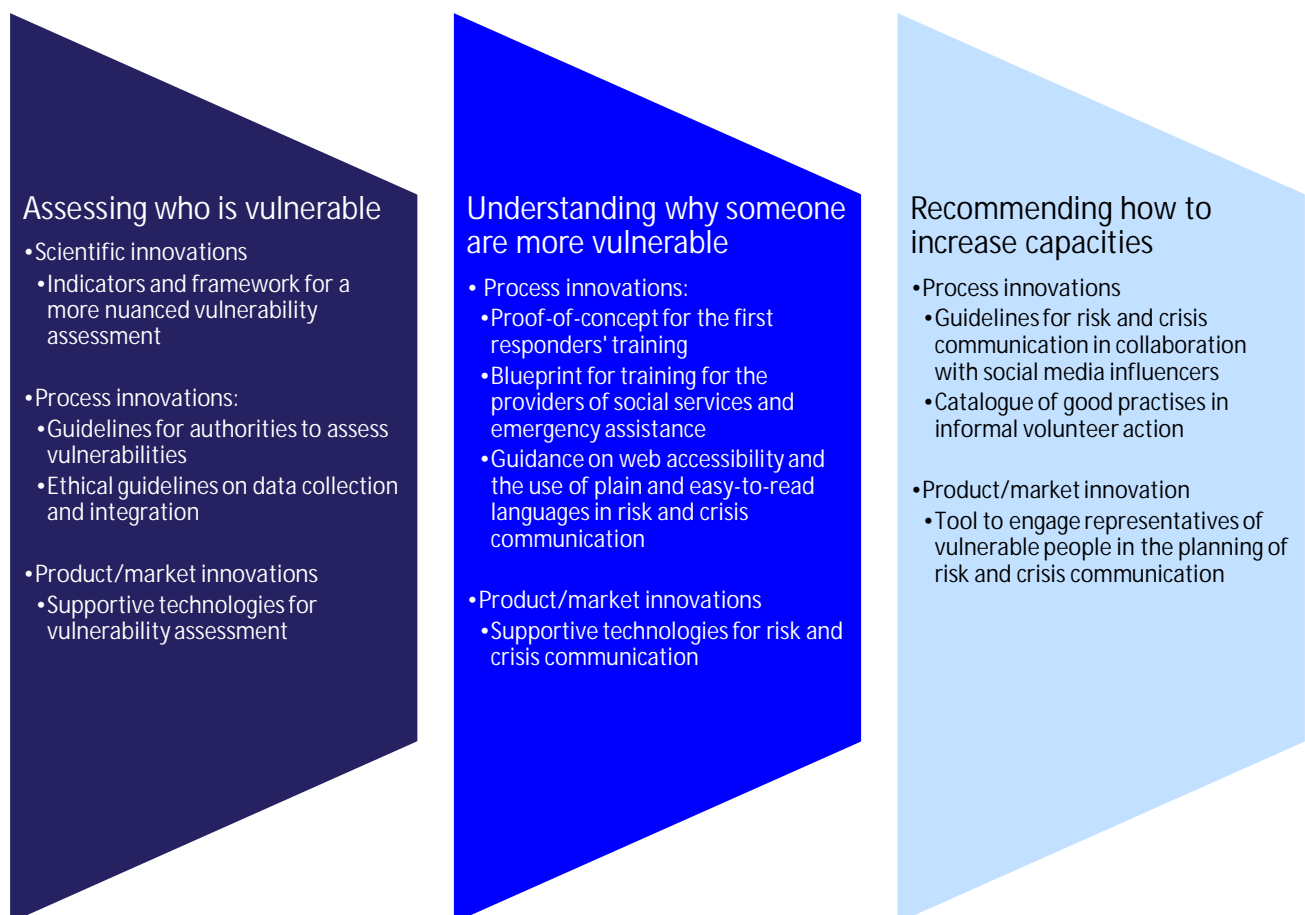 Assessing who is vulnerable
•Scientific innovations
•Indicators and framework for a
more nuanced vulnerability
assessment
•Process innovations:
•Guidelines for authorities to assess
vulnerabilities
•Ethical guidelines on data collection
and integration
•Product/market innovations
•Supportive technologies for
vulnerability assessment
Understanding why someone
are more vulnerable
• Process innovations:
•Proof-of-concept for the first
responders' training
•Blueprint for training for the
providers of social services and
emergency assistance
•Guidance on web accessibility and
the use of plain and easy-to-read
languages in risk and crisis
communication
•Product/market innovations
•Supportive technologies for risk and
crisis communication
Recommending how to
increase capacities
•Process innovations
•Guidelines for risk and crisis
communication in collaboration
with social media influencers
•Catalogue of good practises in
informal volunteer action
•Product/market innovation
•Tool to engage representatives of
vulnerable people in the planning of
risk and crisis communication